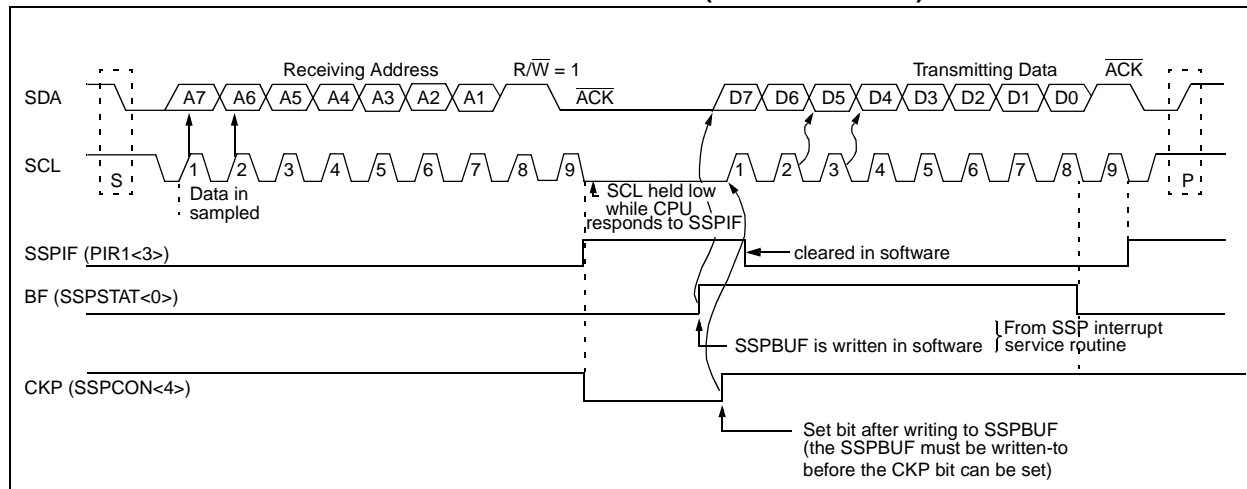 Receiving Address R/W = 1 Transmitting Data ACK
SDA A7 A6 A5 A4 A3 A2 A1 ACK D7 D6 D5 D4 D3 D2 D1 D0
SCL S 1 2 3 4 5 6 7 8 9 1 2 3 4 5 6 7 8 9 P
Data in
sampled
SCL held low
while CPU
responds to SSPIF
SSPIF (PIR1<3>)
cleared in software
BF (SSPSTAT<0>)
SSPBUF is written in software
From SSP interrupt
service routine
CKP (SSPCON<4>)
Set bit after writing to SSPBUF
(the SSPBUF must be written-to
before the CKP bit can be set)